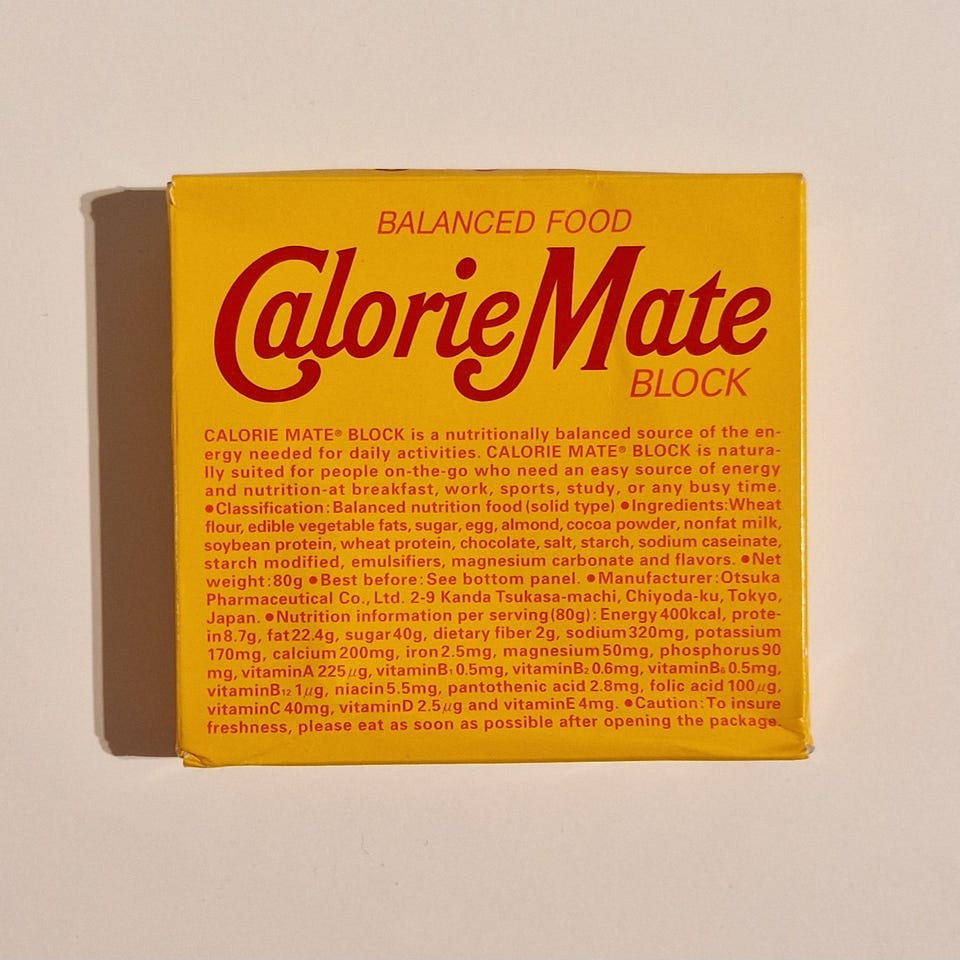 BALANCED FOOD
CalorieMate
BLOCK
CALORIE MATE® BLOCK is a nutritionally balanced source of the en-
ergy needed for daily activities. CALORIE MATE® BLOCK is natura-
lly suited for people on-the-go who need an easy source of energy
and nutrition-at breakfast, work, sports, study, or any busy time.
●Classification:Balanced nutrition food (solid type) ●Ingredients:Wheat
flour, edible vegetable fats, sugar, egg, almond, cocoa powder, nonfat milk,
soybean protein, wheat protein, chocolate, salt, starch, sodium caseinate,
starch modified, emulsifiers, magnesium carbonate and flavors. ●Net
weight:80g ●Best before:See bottom panel. ●Manufacturer:Otsuka
Pharmaceutical Co., Ltd. 2-9 Kanda Tsukasa-machi, Chiyoda-ku, Tokyo,
Japan. ●Nutrition information per serving(80g):Energy 400kcal, prote-
in 8.7g, fat 22.4g, sugar 40g, dietary fiber 2g, sodium 320mg, potassium
170mg, calcium 200mg, iron 2.5mg, magnesium 50mg, phosphorus 90
mg, vitaminA 225μg, vitaminB₁ 0.5mg, vitaminB₂ 0.6mg, vitaminB₆ 0.5mg,
vitaminB₁₂ 1μg, niacin 5.5mg, pantothenic acid 2.8mg, folic acid 100μg,
vitaminC 40mg, vitaminD 2.5μg and vitaminE 4mg. ●Caution:To insure
freshness, please eat as soon as possible after opening the package.